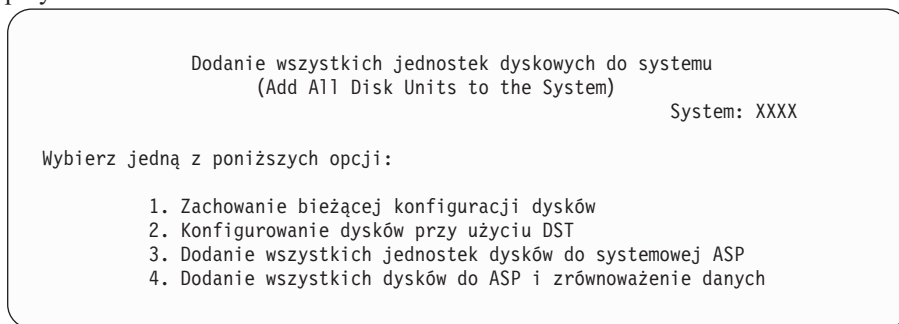 Dodanie wszystkich jednostek dyskowych do systemu
(Add All Disk Units to the System)
System: XXXX
Wybierz jedną z poniższych opcji:
1. Zachowanie bieżącej konfiguracji dysków
2. Konfigurowanie dysków przy użyciu DST
3. Dodanie wszystkich jednostek dysków do systemowej ASP
4. Dodanie wszystkich dysków do ASP i zrównoważenie danych